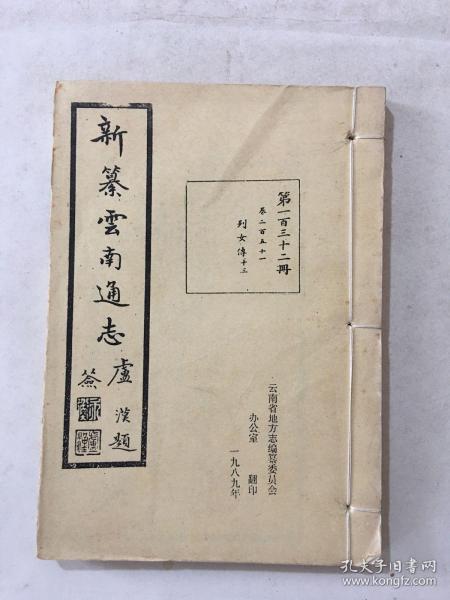 新纂雲南通志
盧漢題
簽
第一百三十二冊
卷二百五十一
列女傳十三
云南省地方志编纂委员会
办公室 翻印
一九八九年
孔夫子旧书网
www.kongfz.com